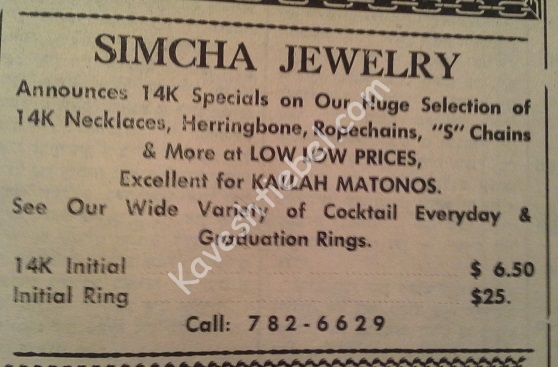 SIMCHA JEWELRY
Announces 14K Specials on Our Huge Selection of
14K Necklaces, Herringbone, Ropechains, "S" Chains
& More at LOW LOW PRICES,
Excellent for KALLAH MATONOS.
See Our Wide Variety of Cocktail Everyday &
Graduation Rings.
14K Initial $ 6.50
Initial Ring $25.
Call: 782-6629
Kaveshtiebel.com